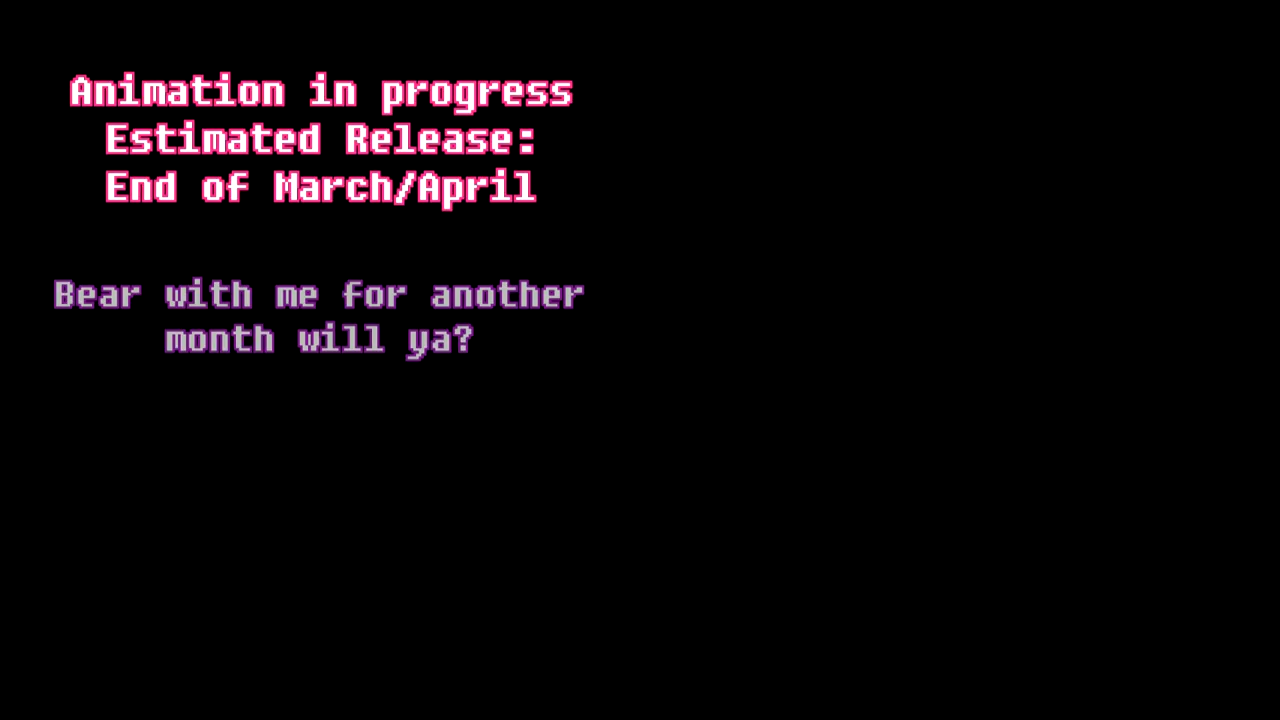 Animation in progress
Estimated Release:
End of March/April
Bear with me for another
month will ya?